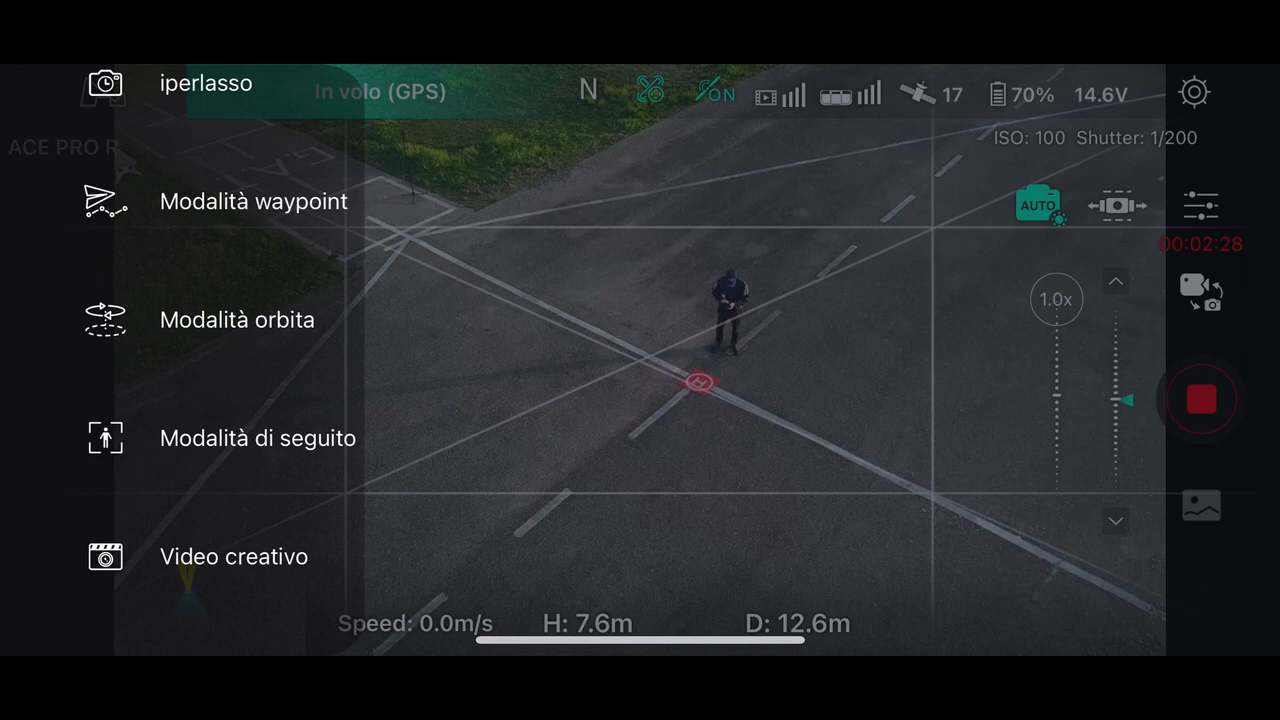 iperlasso
In volo (GPS)
N
ON
17
70%
14.6V
ISO: 100 Shutter: 1/200
ACE PRO R
Modalità waypoint
AUTO
00:02:28
1.0x
Modalità orbita
H
Modalità di seguito
Video creativo
Speed: 0.0m/s
H: 7.6m
D: 12.6m